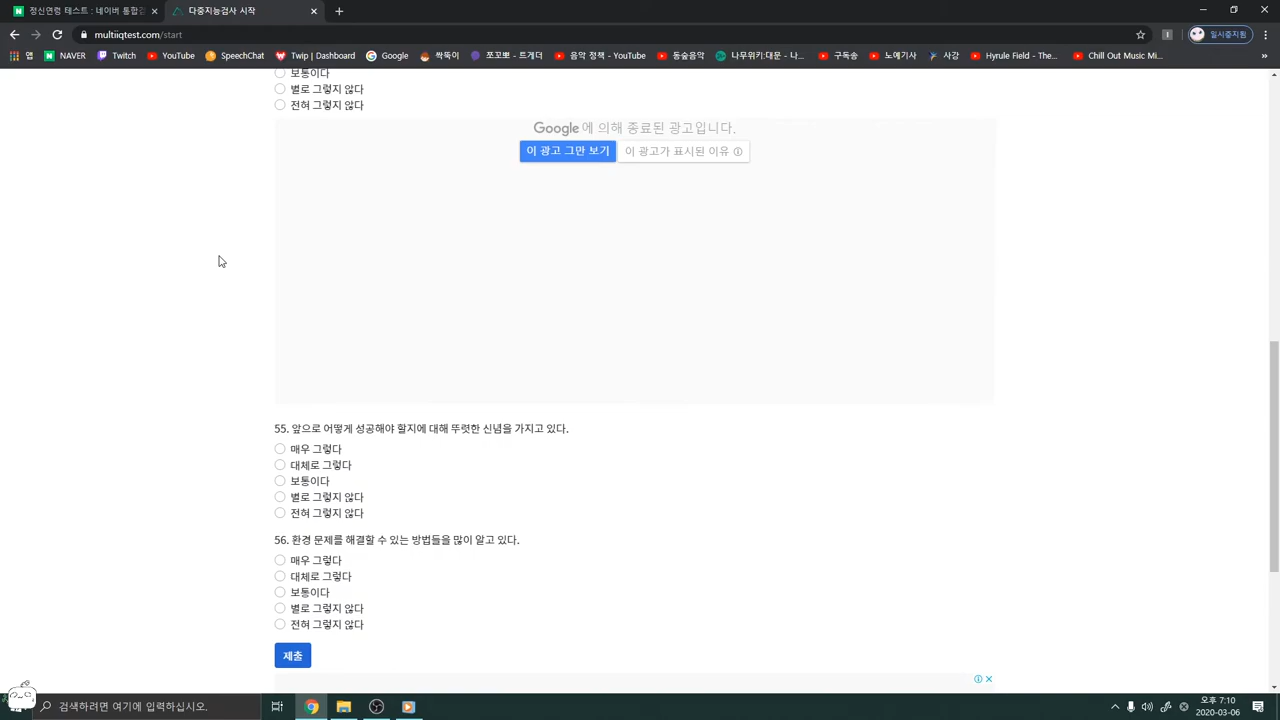 정신연령 테스트 : 네이버 통합검
다중지능검사 시작
multiiqtest.com/start
일시중지됨
앱
NAVER
Twitch
YouTube
SpeechChat
Twip | Dashboard
Google
싹뚝이
쪼꼬뽀 - 트게더
음악 정책 - YouTube
동숲음악
나무위키:대문 - 나...
구독송
노예기사
사강
Hyrule Field - The...
Chill Out Music Mi...
보통이다
별로 그렇지 않다
전혀 그렇지 않다
Google에 의해 종료된 광고입니다.
이 광고 그만 보기
이 광고가 표시된 이유
55. 앞으로 어떻게 성공해야 할지에 대해 뚜렷한 신념을 가지고 있다.
매우 그렇다
대체로 그렇다
보통이다
별로 그렇지 않다
전혀 그렇지 않다
56. 환경 문제를 해결할 수 있는 방법들을 많이 알고 있다.
매우 그렇다
대체로 그렇다
보통이다
별로 그렇지 않다
전혀 그렇지 않다
제출
검색하려면 여기에 입력하십시오.
오후 7:10
2020-03-06